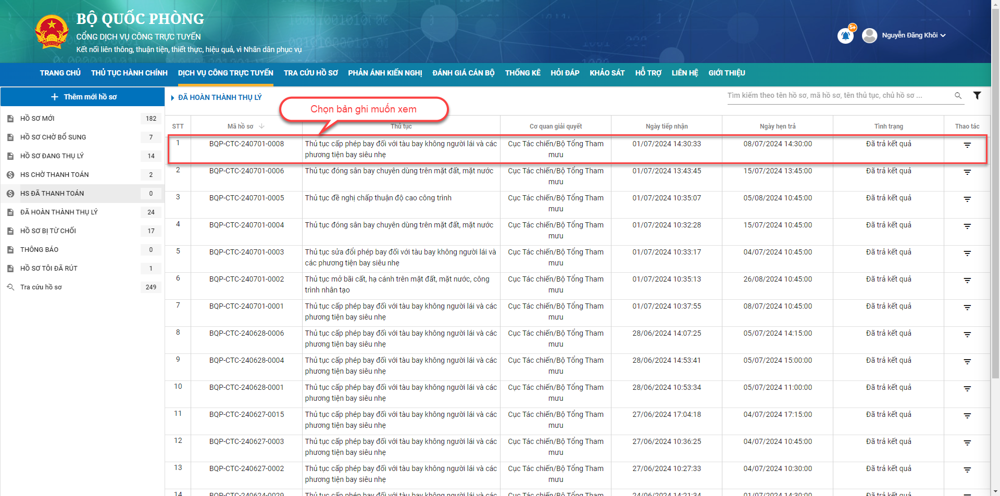 BỘ QUỐC PHÒNG
CỔNG DỊCH VỤ CÔNG TRỰC TUYẾN
Kết nối liên thông, thuận tiện, thiết thực, hiệu quả, vì Nhân dân phục vụ
5+
Nguyễn Đăng Khôi
TRANG CHỦ THỦ TỤC HÀNH CHÍNH DỊCH VỤ CÔNG TRỰC TUYẾN TRA CỨU HỒ SƠ PHẢN ÁNH KIẾN NGHỊ ĐÁNH GIÁ CÁN BỘ THỐNG KÊ HỎI ĐÁP KHẢO SÁT HỖ TRỢ LIÊN HỆ GIỚI THIỆU
Thêm mới hồ sơ
HỒ SƠ MỚI 182
HỒ SƠ CHỜ BỔ SUNG 7
HỒ SƠ ĐANG THỤ LÝ 14
HS CHỜ THANH TOÁN 2
HS ĐÃ THANH TOÁN 0
ĐÃ HOÀN THÀNH THỤ LÝ 24
HỒ SƠ BỊ TỪ CHỐI 17
THÔNG BÁO 0
HỒ SƠ TÔI ĐÃ RÚT 1
Tra cứu hồ sơ 249
ĐÃ HOÀN THÀNH THỤ LÝ
Tìm kiếm theo tên hồ sơ, mã hồ sơ, tên thủ tục, chủ hồ sơ ...
Chọn bản ghi muốn xem
STT Mã hồ sơ Thủ tục Cơ quan giải quyết Ngày tiếp nhận Ngày hẹn trả Tình trạng Thao tác
1 BQP-CTC-240701-0008 Thủ tục cấp phép bay đối với tàu bay không người lái và các Cục Tác chiến/Bộ Tổng Tham 01/07/2024 14:30:33 08/07/2024 14:30:00 Đã trả kết quả
phương tiện bay siêu nhẹ mưu
2 BQP-CTC-240701-0006 Thủ tục đóng sân bay chuyên dùng trên mặt đất, mặt nước Cục Tác chiến/Bộ Tổng Tham 01/07/2024 13:43:45 15/07/2024 13:45:00 Đã trả kết quả
mưu
3 BQP-CTC-240701-0005 Thủ tục đề nghị chấp thuận độ cao công trình Cục Tác chiến/Bộ Tổng Tham 01/07/2024 10:35:07 05/08/2024 10:45:00 Đã trả kết quả
mưu
4 BQP-CTC-240701-0004 Thủ tục đóng sân bay chuyên dùng trên mặt đất, mặt nước Cục Tác chiến/Bộ Tổng Tham 01/07/2024 10:32:28 15/07/2024 10:45:00 Đã trả kết quả
mưu
5 BQP-CTC-240701-0003 Thủ tục sửa đổi phép bay đối với tàu bay không người lái và Cục Tác chiến/Bộ Tổng Tham 01/07/2024 10:33:17 04/07/2024 10:45:00 Đã trả kết quả
các phương tiện bay siêu nhẹ mưu
6 BQP-CTC-240701-0002 Thủ tục mở bãi cất, hạ cánh trên mặt đất, mặt nước, công Cục Tác chiến/Bộ Tổng Tham 01/07/2024 10:35:13 26/08/2024 10:45:00 Đã trả kết quả
trình nhân tạo mưu
7 BQP-CTC-240701-0001 Thủ tục cấp phép bay đối với tàu bay không người lái và các Cục Tác chiến/Bộ Tổng Tham 01/07/2024 10:37:55 08/07/2024 10:45:00 Đã trả kết quả
phương tiện bay siêu nhẹ mưu
8 BQP-CTC-240628-0006 Thủ tục cấp phép bay đối với tàu bay không người lái và các Cục Tác chiến/Bộ Tổng Tham 28/06/2024 14:07:25 05/07/2024 14:15:00 Đã trả kết quả
phương tiện bay siêu nhẹ mưu
9 BQP-CTC-240628-0004 Thủ tục cấp phép bay đối với tàu bay không người lái và các Cục Tác chiến/Bộ Tổng Tham 28/06/2024 14:53:41 05/07/2024 15:00:00 Đã trả kết quả
phương tiện bay siêu nhẹ mưu
10 BQP-CTC-240628-0001 Thủ tục cấp phép bay đối với tàu bay không người lái và các Cục Tác chiến/Bộ Tổng Tham 28/06/2024 10:53:34 05/07/2024 11:00:00 Đã trả kết quả
phương tiện bay siêu nhẹ mưu
11 BQP-CTC-240627-0015 Thủ tục cấp phép bay đối với tàu bay không người lái và các Cục Tác chiến/Bộ Tổng Tham 27/06/2024 17:04:18 04/07/2024 17:15:00 Đã trả kết quả
phương tiện bay siêu nhẹ mưu
12 BQP-CTC-240627-0003 Thủ tục cấp phép bay đối với tàu bay không người lái và các Cục Tác chiến/Bộ Tổng Tham 27/06/2024 10:36:25 04/07/2024 10:45:00 Đã trả kết quả
phương tiện bay siêu nhẹ mưu
13 BQP-CTC-240627-0002 Thủ tục cấp phép bay đối với tàu bay không người lái và các Cục Tác chiến/Bộ Tổng Tham 27/06/2024 10:27:33 04/07/2024 10:30:00 Đã trả kết quả
phương tiện bay siêu nhẹ mưu
14 BQP-CTC-240624-0029 Thủ tục cấp phép bay đối với tàu bay không người lái và các Cục Tác chiến/Bộ Tổng Tham 24/06/2024 14:21:34 01/07/2024 14:30:00 Đã trả kết quả